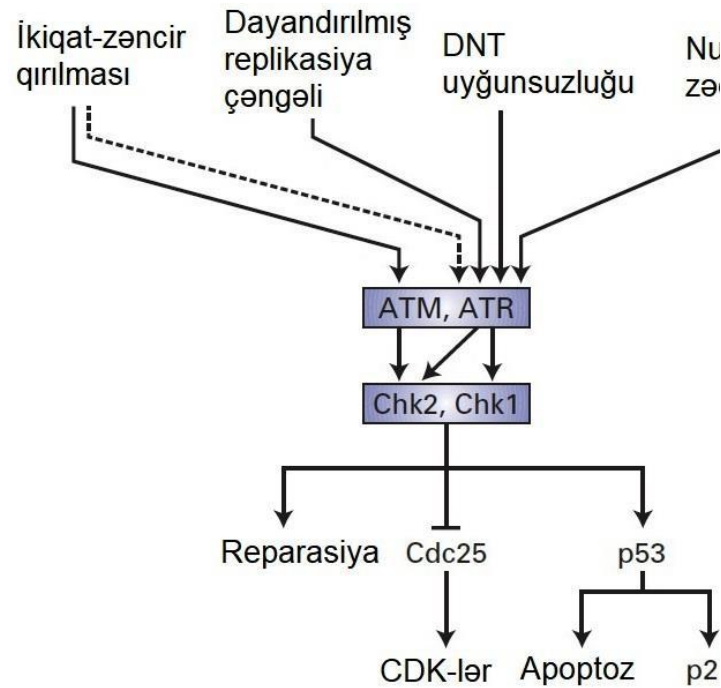 İkiqat-zəncir
qırılması
Dayandırılmış
replikasiya
çəngəli
DNT
uyğunsuzluğu
ATM, ATR
Chk2, Chk1
Reparasiya
Cdc25
p53
CDK-lər
Apoptoz